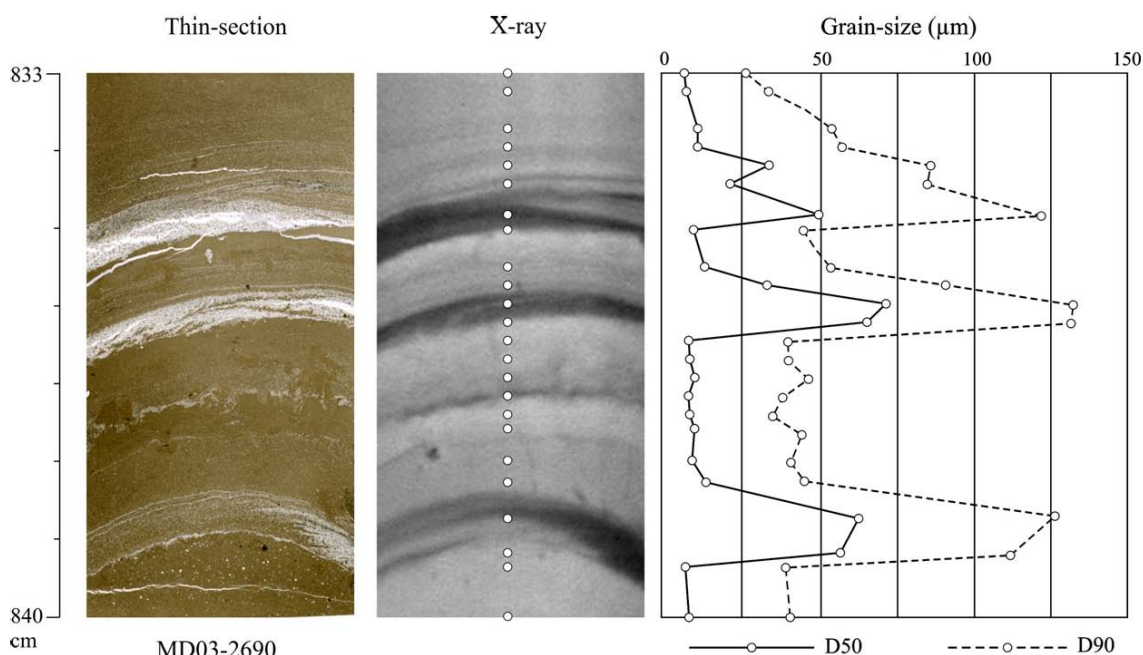 Thin-section X-ray Grain-size (µm)
0 50 100 150
833
840
cm
MD03-2690
D50 D90